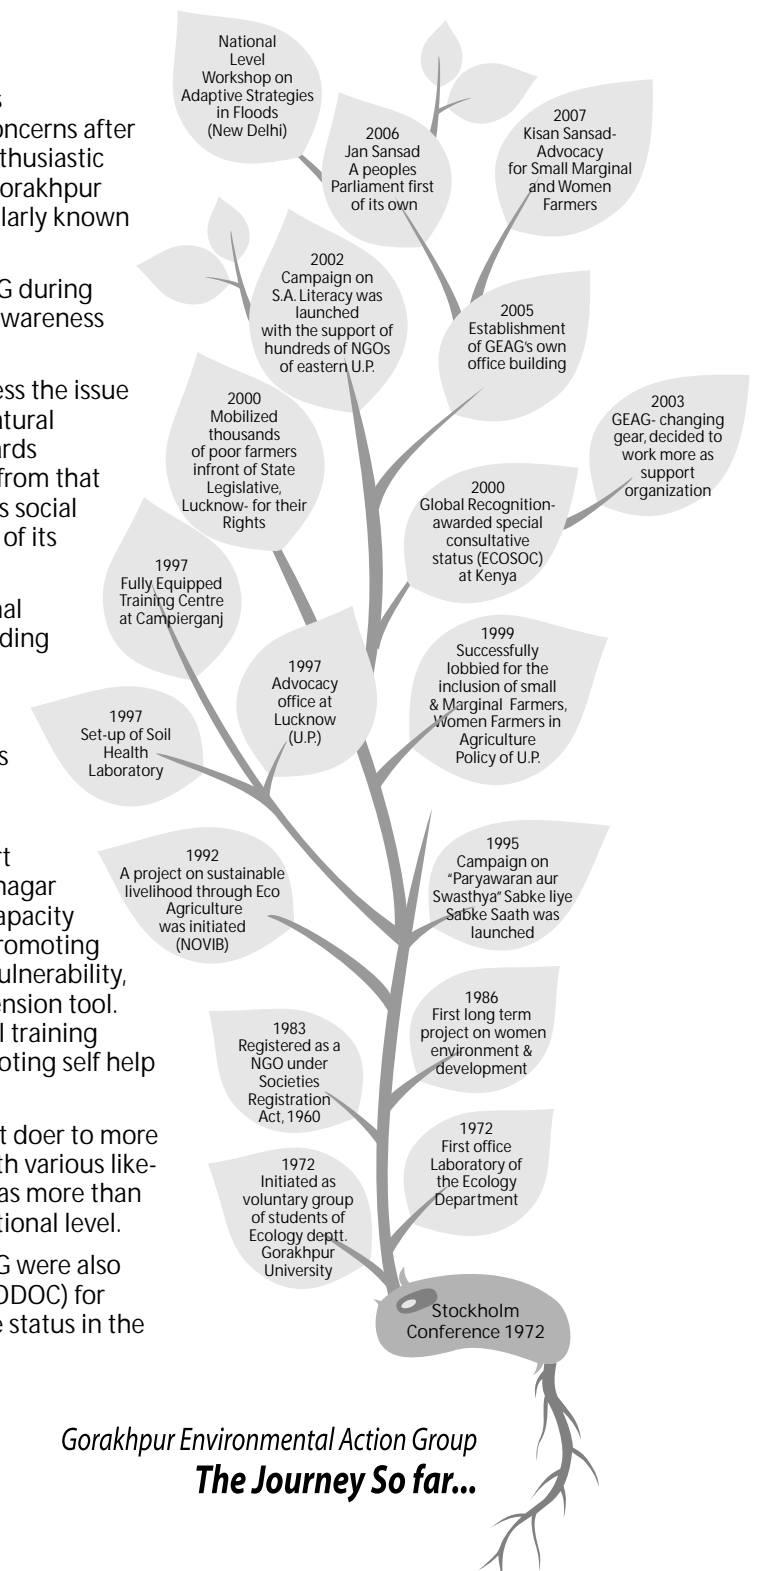 s
oncerns after
thusiastic
orakhpur
larly known
G during
wareness
ess the issue
atural
ards
from that
s social
of its
nal
ding
s
rt
nagar
apacity
romoting
ulnerability,
ension tool.
l training
oting self help
t doer to more
th various like-
as more than
tional level.
G were also
DDOC) for
e status in the
National
Level
Workshop on
Adaptive Strategies
in Floods
(New Delhi)
2006
Jan Sansad
A peoples
Parliament first
of its own
2007
Kisan Sansad-
Advocacy
for Small Marginal
and Women
Farmers
2002
Campaign on
S.A. Literacy was
launched
with the support of
hundreds of NGOs
of eastern U.P.
2005
Establishment
of GEAG's own
office building
2000
Mobilized
thousands
of poor farmers
infront of State
Legislative,
Lucknow- for their
Rights
2003
GEAG- changing
gear, decided to
work more as
support
organization
2000
Global Recognition-
awarded special
consultative
status (ECOSOC)
at Kenya
1997
Fully Equipped
Training Centre
at Campierganj
1999
Successfully
lobbied for the
inclusion of small
& Marginal Farmers,
Women Farmers in
Agriculture
Policy of U.P.
1997
Advocacy
office at
Lucknow
(U.P.)
1997
Set-up of Soil
Health
Laboratory
1992
A project on sustainable
livelihood through Eco
Agriculture
was initiated
(NOVIB)
1995
Campaign on
"Paryawaran aur
Swasthya" Sabke liye
Sabke Saath was
launched
1986
First long term
project on women
environment &
development
1983
Registered as a
NGO under
Societies
Registration
Act, 1960
1972
First office
Laboratory of
the Ecology
Department
1972
Initiated as
voluntary group
of students of
Ecology deptt.
Gorakhpur
University
Stockholm
Conference 1972
Gorakhpur Environmental Action Group
The Journey So far...